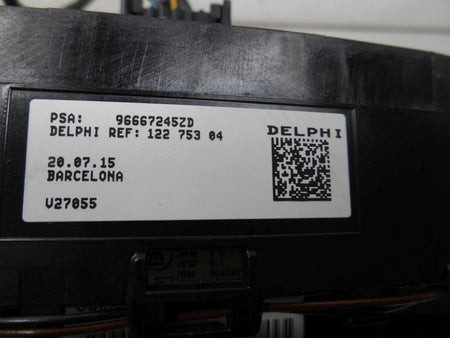 PSA: 96667245ZD
DELPHI REF: 122 753 04
DELPHI
20.07.15
BARCELONA
V27055